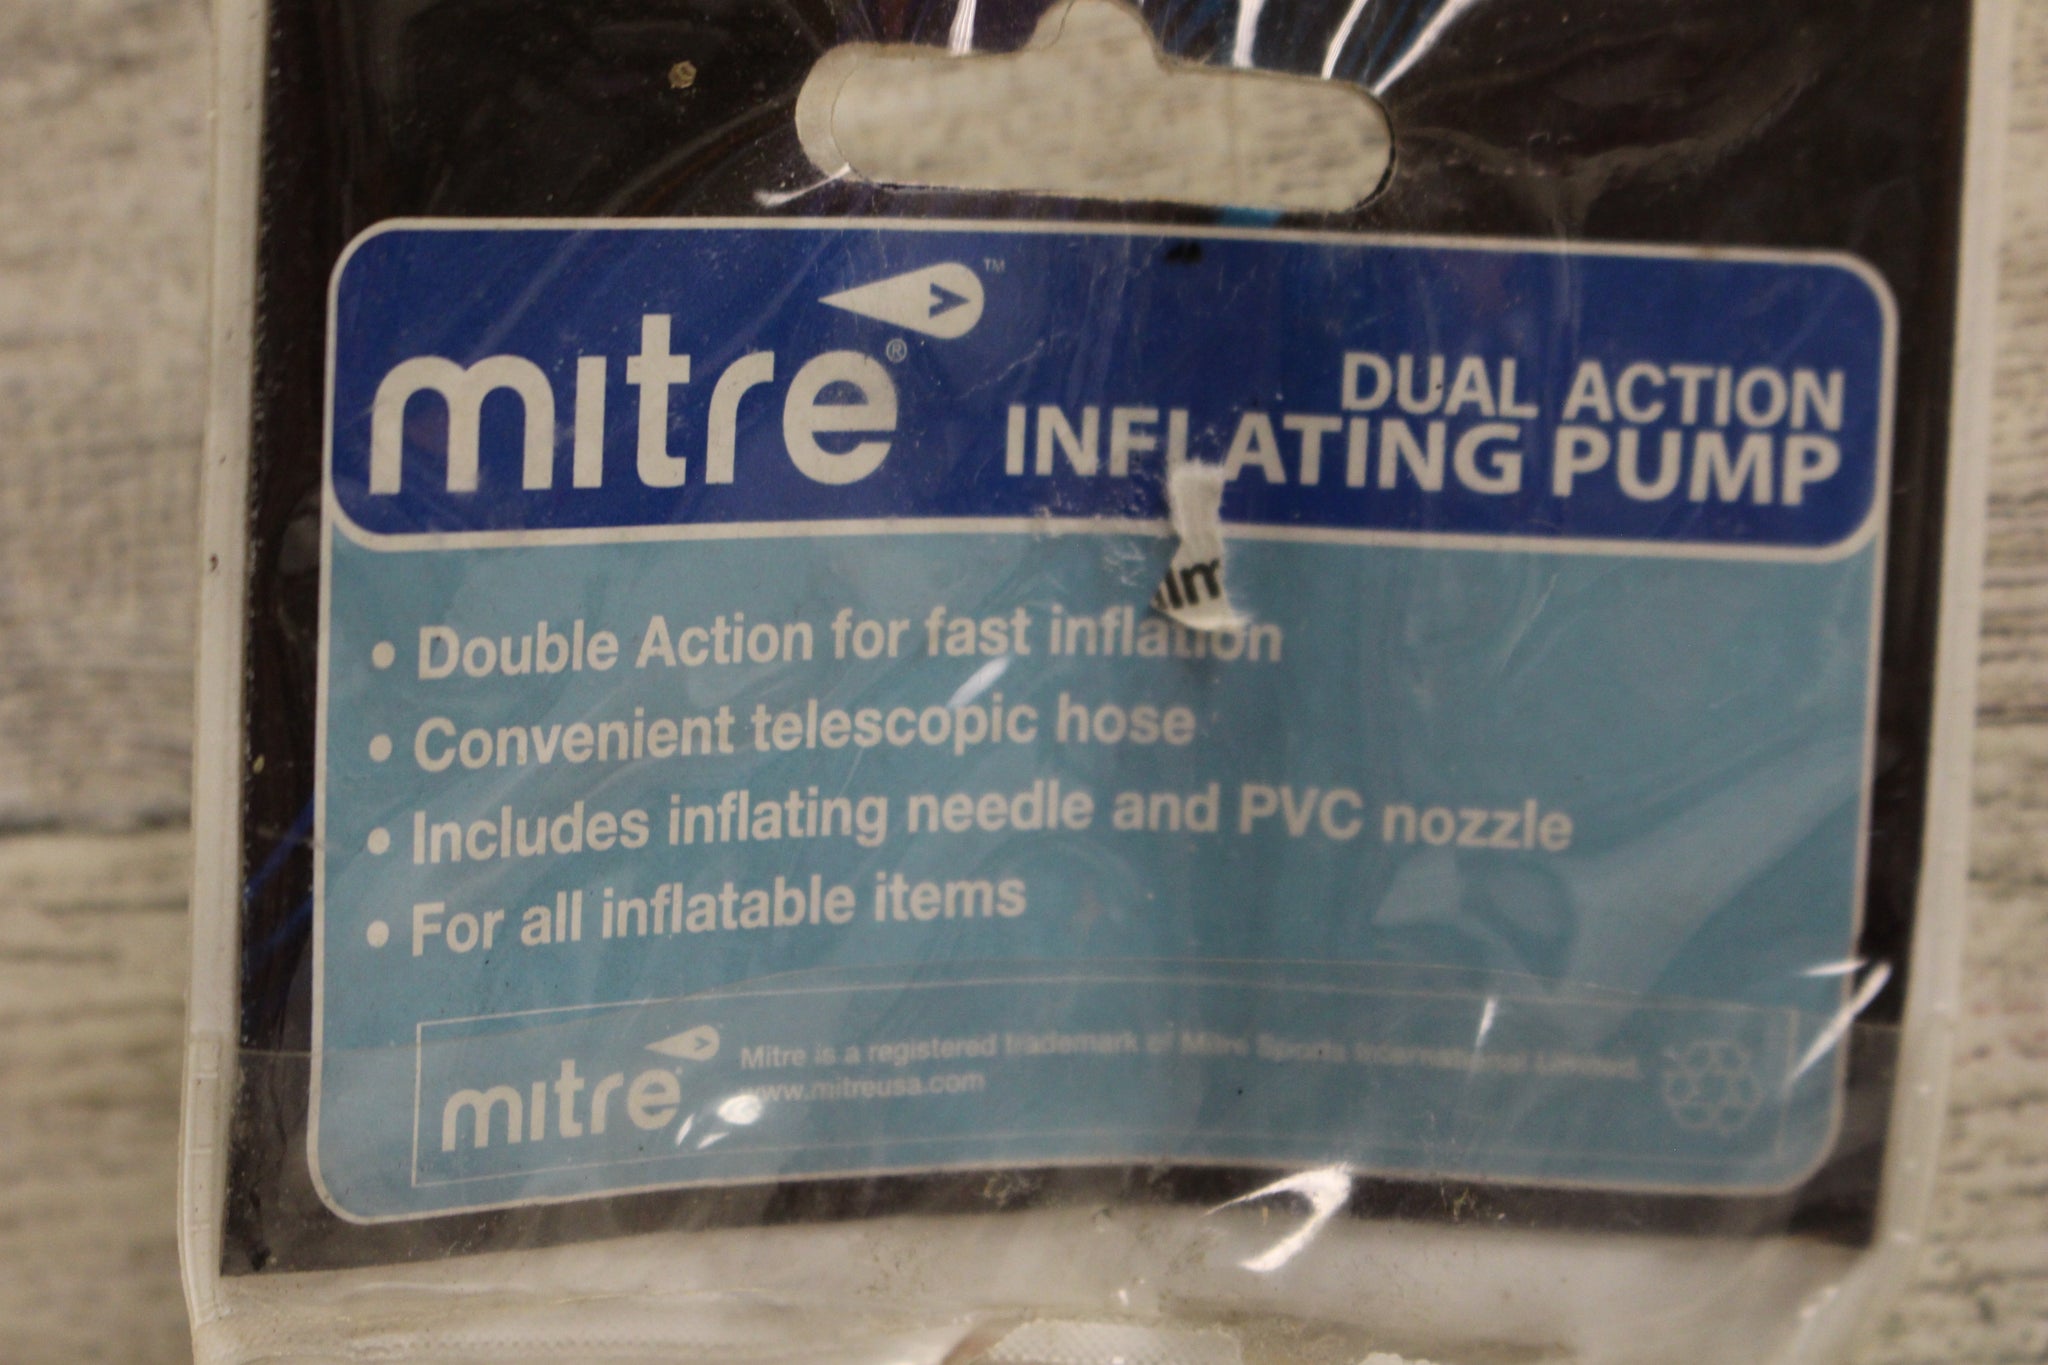 mitre® ™
DUAL ACTION
INFLATING PUMP
• Double Action for fast inflation
• Convenient telescopic hose
• Includes inflating needle and PVC nozzle
• For all inflatable items
mitre
Mitre is a registered trademark of Mitre Sports International Limited.
www.mitreusa.com